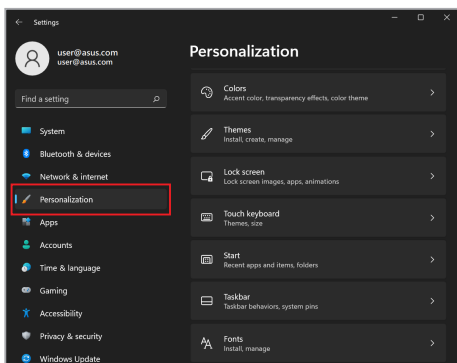 Settings
user@asus.com
user@asus.com
Find a setting
System
Bluetooth & devices
Network & internet
Personalization
Apps
Accounts
Time & language
Gaming
Accessibility
Privacy & security
Windows Update
Personalization
Colors
Accent color, transparency effects, color theme
Themes
Install, create, manage
Lock screen
Lock screen images, apps, animations
Touch keyboard
Themes, size
Start
Recent apps and items, folders
Taskbar
Taskbar behaviors, system pins
Fonts
Install, manage